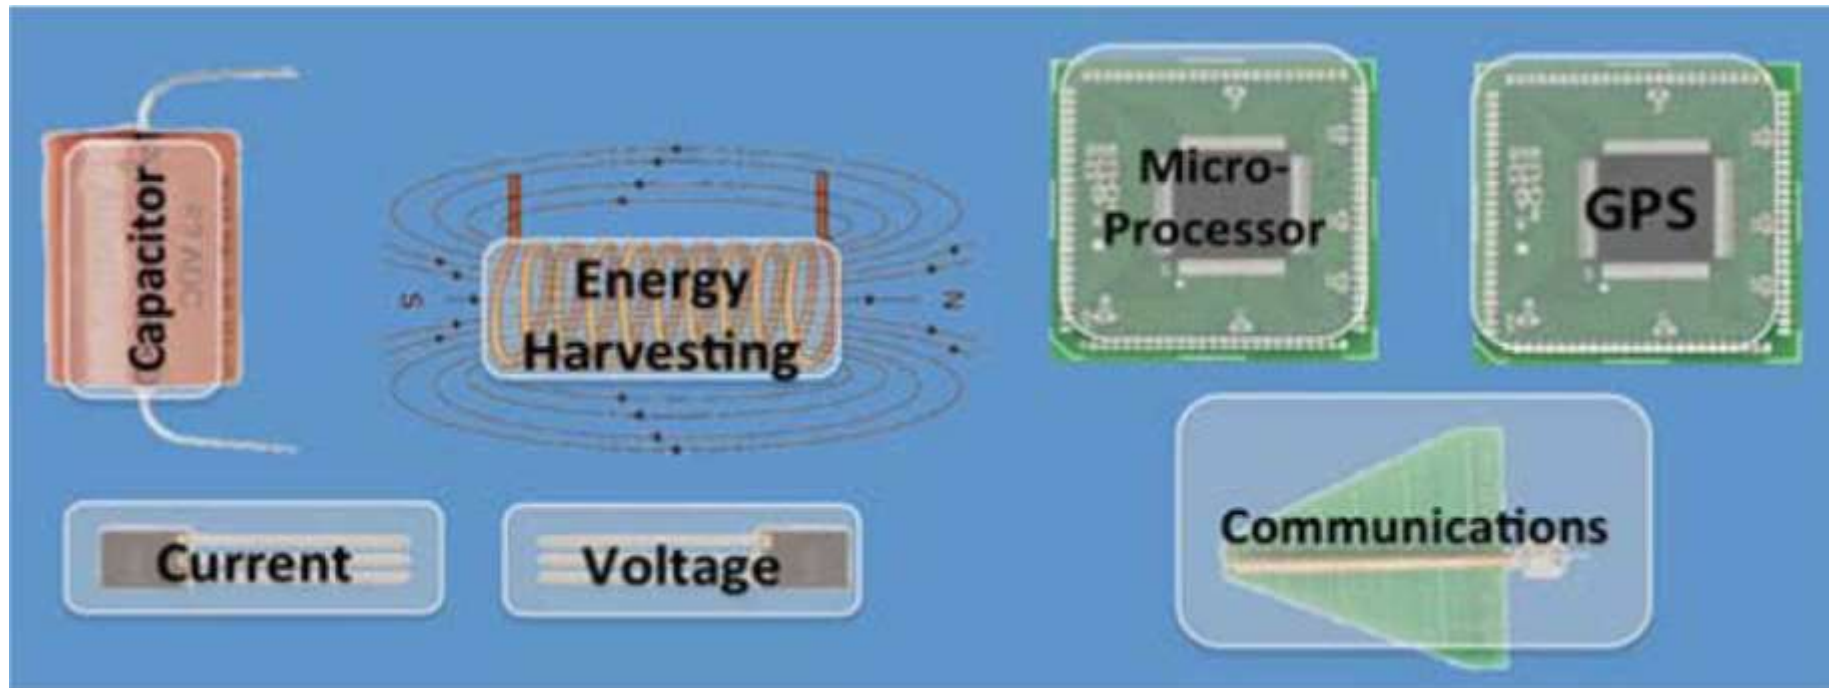 Capacitor
Energy
Harvesting
S
N
Micro-
Processor
GPS
Current
Voltage
Communications